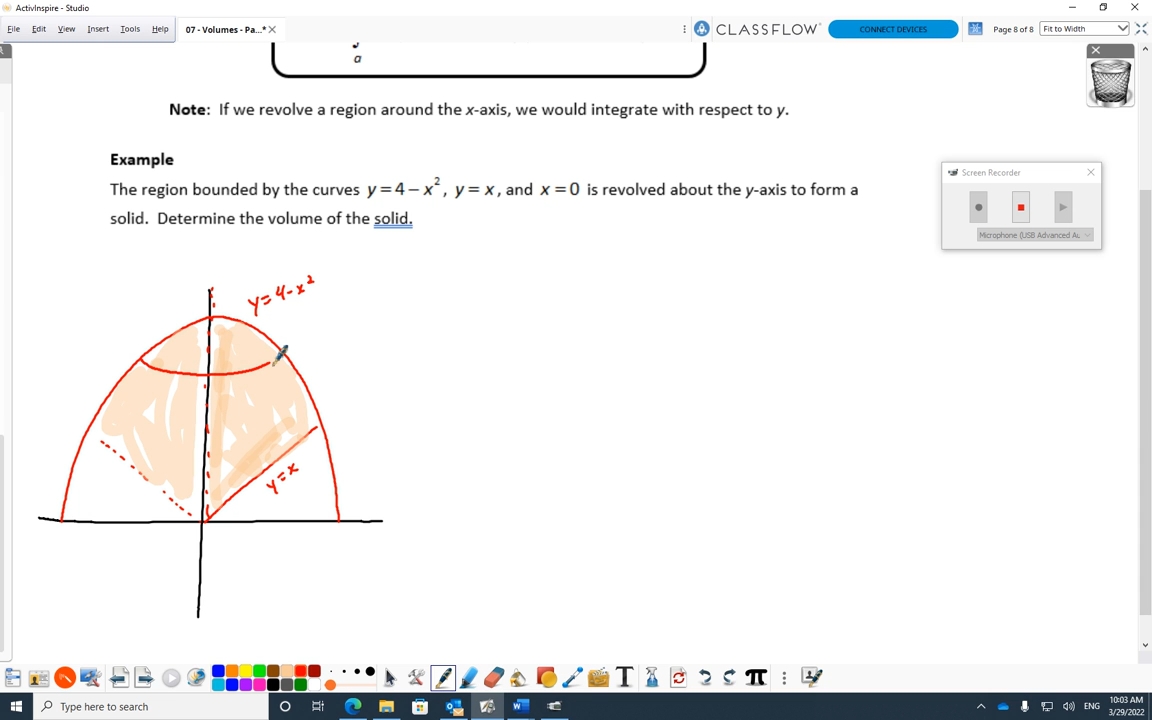 ActivInspire - Studio
File Edit View Insert Tools Help
07 - Volumes - Pa...*
CLASSFLOW
CONNECT DEVICES
Page 8 of 8
Fit to Width
a
Note: If we revolve a region around the x-axis, we would integrate with respect to y.
Example
The region bounded by the curves y = 4 − x², y = x, and x = 0 is revolved about the y-axis to form a
solid. Determine the volume of the solid.
Screen Recorder
Microphone (USB Advanced Au
y = 4 - x²
y = x
Type here to search
ENG
10:03 AM
3/29/2022